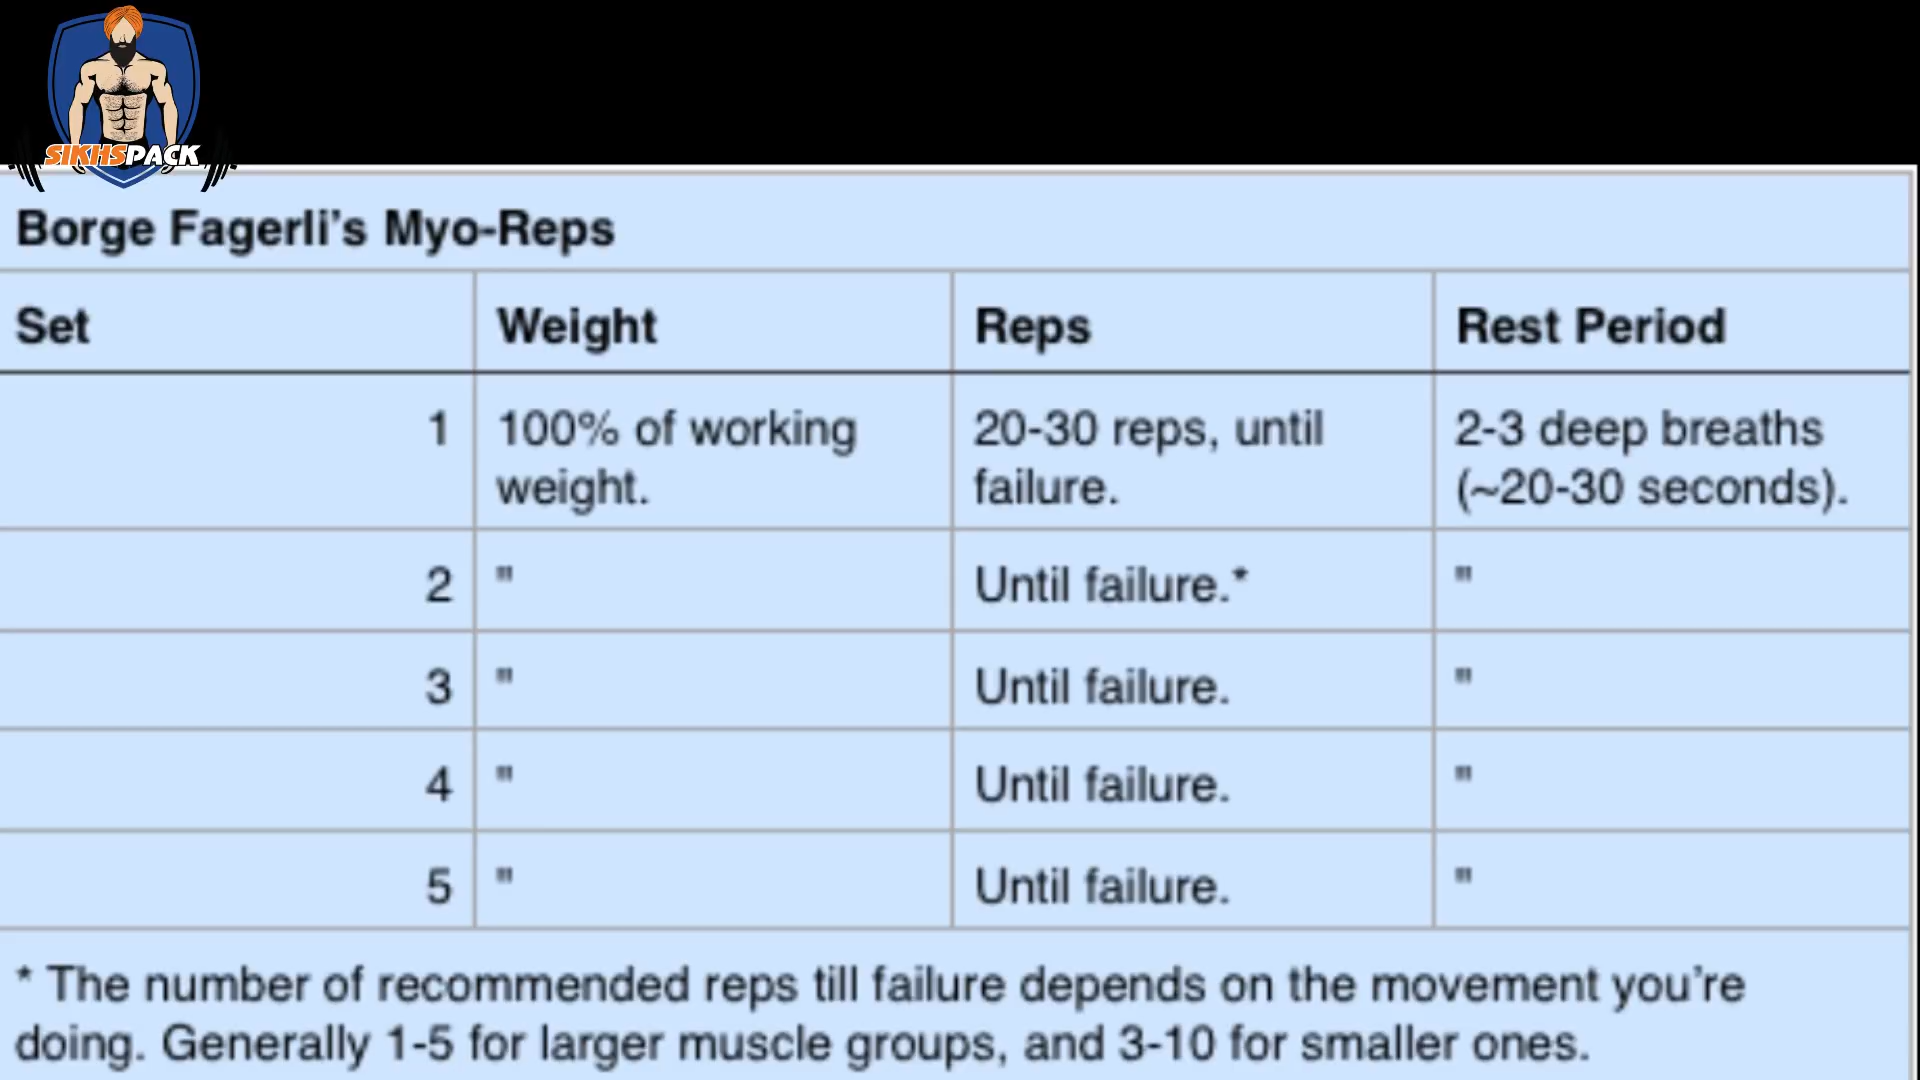 SIKHSPACK
Borge Fagerli's Myo-Reps
Set Weight Reps Rest Period
1 100% of working weight. 20-30 reps, until failure. 2-3 deep breaths (~20-30 seconds).
2 " Until failure.* "
3 " Until failure. "
4 " Until failure. "
5 " Until failure. "
* The number of recommended reps till failure depends on the movement you're
doing. Generally 1-5 for larger muscle groups, and 3-10 for smaller ones.